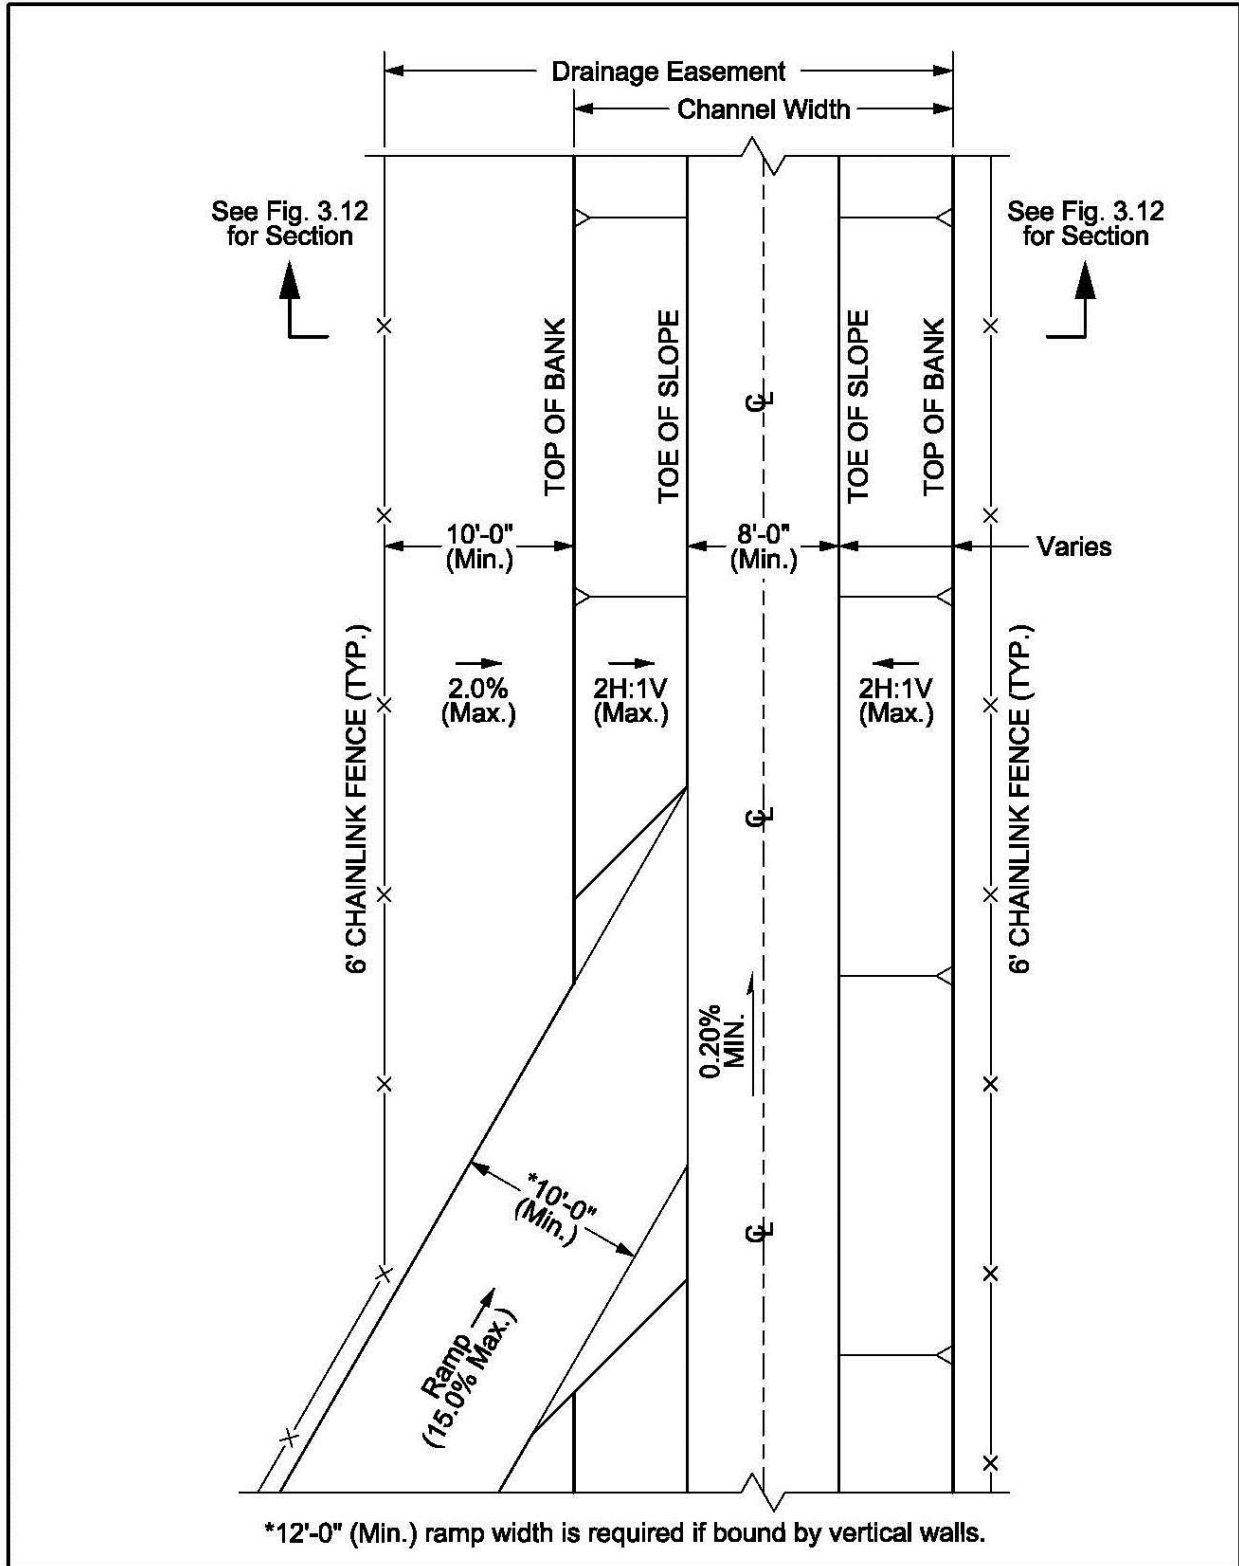 Drainage Easement
Channel Width
See Fig. 3.12
for Section
See Fig. 3.12
for Section
TOP OF BANK
TOE OF SLOPE
TOE OF SLOPE
TOP OF BANK
℄
10'-0"
(Min.)
8'-0"
(Min.)
Varies
6' CHAINLINK FENCE (TYP.)
2.0%
(Max.)
2H:1V
(Max.)
2H:1V
(Max.)
6' CHAINLINK FENCE (TYP.)
℄
0.20%
MIN.
*10'-0"
(Min.)
℄
Ramp
(15.0% Max.)
*12'-0" (Min.) ramp width is required if bound by vertical walls.